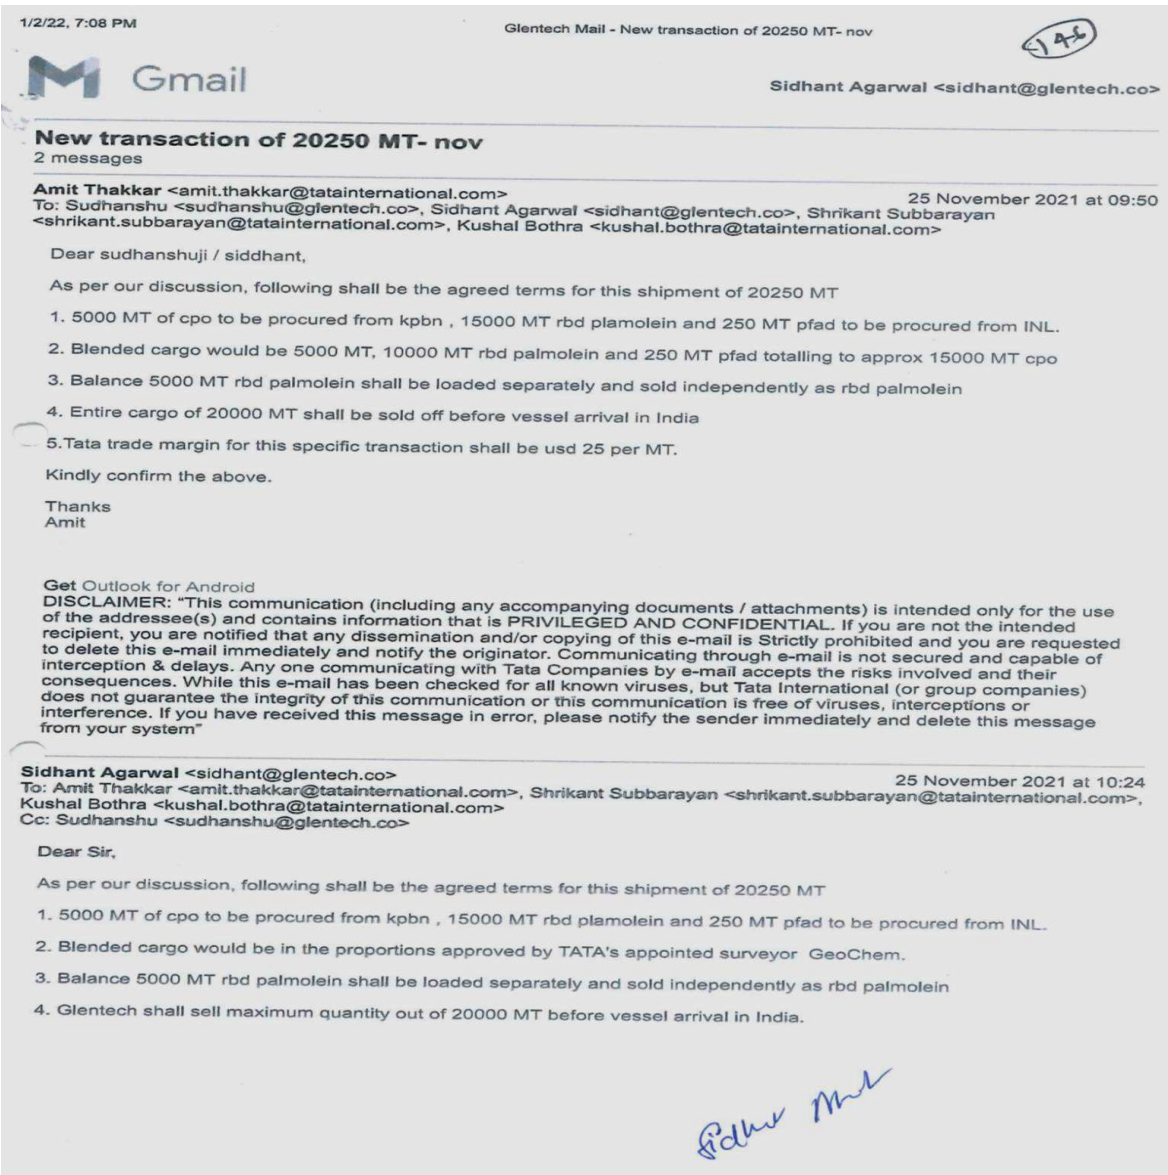 1/2/22, 7:08 PM
Glentech Mail - New transaction of 20250 MT- nov
146
Gmail
Sidhant Agarwal <sidhant@glentech.co>
New transaction of 20250 MT- nov
2 messages
Amit Thakkar <amit.thakkar@tatainternational.com>
25 November 2021 at 09:50
To: Sudhanshu <sudhanshu@glentech.co>, Sidhant Agarwal <sidhant@glentech.co>, Shrikant Subbarayan
<shrikant.subbarayan@tatainternational.com>, Kushal Bothra <kushal.bothra@tatainternational.com>
Dear sudhanshuji / siddhant,
As per our discussion, following shall be the agreed terms for this shipment of 20250 MT
1. 5000 MT of cpo to be procured from kpbn , 15000 MT rbd plamolein and 250 MT pfad to be procured from INL.
2. Blended cargo would be 5000 MT, 10000 MT rbd palmolein and 250 MT pfad totalling to approx 15000 MT cpo
3. Balance 5000 MT rbd palmolein shall be loaded separately and sold independently as rbd palmolein
4. Entire cargo of 20000 MT shall be sold off before vessel arrival in India
5.Tata trade margin for this specific transaction shall be usd 25 per MT.
Kindly confirm the above.
Thanks
Amit
Get Outlook for Android
DISCLAIMER: "This communication (including any accompanying documents / attachments) is intended only for the use
of the addressee(s) and contains information that is PRIVILEGED AND CONFIDENTIAL. If you are not the intended
recipient, you are notified that any dissemination and/or copying of this e-mail is Strictly prohibited and you are requested
to delete this e-mail immediately and notify the originator. Communicating through e-mail is not secured and capable of
interception & delays. Any one communicating with Tata Companies by e-mail accepts the risks involved and their
consequences. While this e-mail has been checked for all known viruses, but Tata International (or group companies)
does not guarantee the integrity of this communication or this communication is free of viruses, interceptions or
interference. If you have received this message in error, please notify the sender immediately and delete this message
from your system"
Sidhant Agarwal <sidhant@glentech.co>
25 November 2021 at 10:24
To: Amit Thakkar <amit.thakkar@tatainternational.com>, Shrikant Subbarayan <shrikant.subbarayan@tatainternational.com>,
Kushal Bothra <kushal.bothra@tatainternational.com>
Cc: Sudhanshu <sudhanshu@glentech.co>
Dear Sir,
As per our discussion, following shall be the agreed terms for this shipment of 20250 MT
1. 5000 MT of cpo to be procured from kpbn , 15000 MT rbd plamolein and 250 MT pfad to be procured from INL.
2. Blended cargo would be in the proportions approved by TATA's appointed surveyor GeoChem.
3. Balance 5000 MT rbd palmolein shall be loaded separately and sold independently as rbd palmolein
4. Glentech shall sell maximum quantity out of 20000 MT before vessel arrival in India.